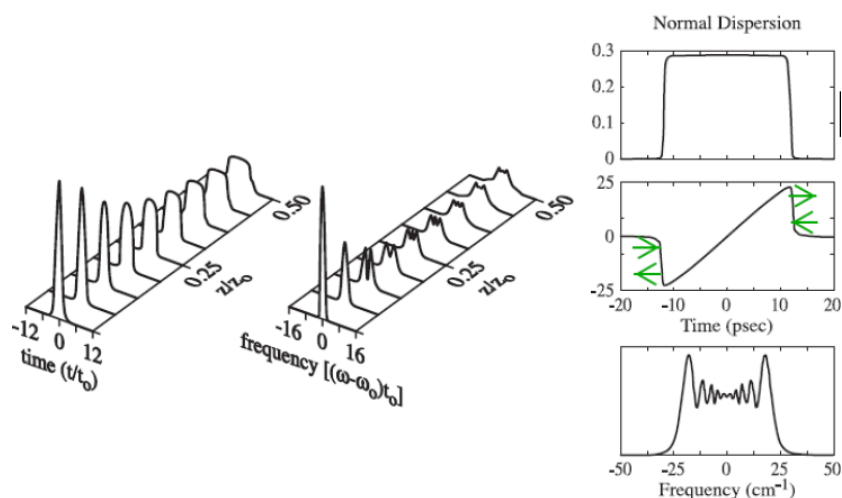 Normal Dispersion
0.3
0.2
0.1
0
25
0
-25
-20 -10 0 10 20
Time (psec)
-50 -25 0 25 50
Frequency (cm⁻¹)
0.50
0.25
z/z₀
-12 0 12
time (t/t₀)
0.50
0.25
z/z₀
-16 0 16
frequency [(ω-ω₀)t₀]